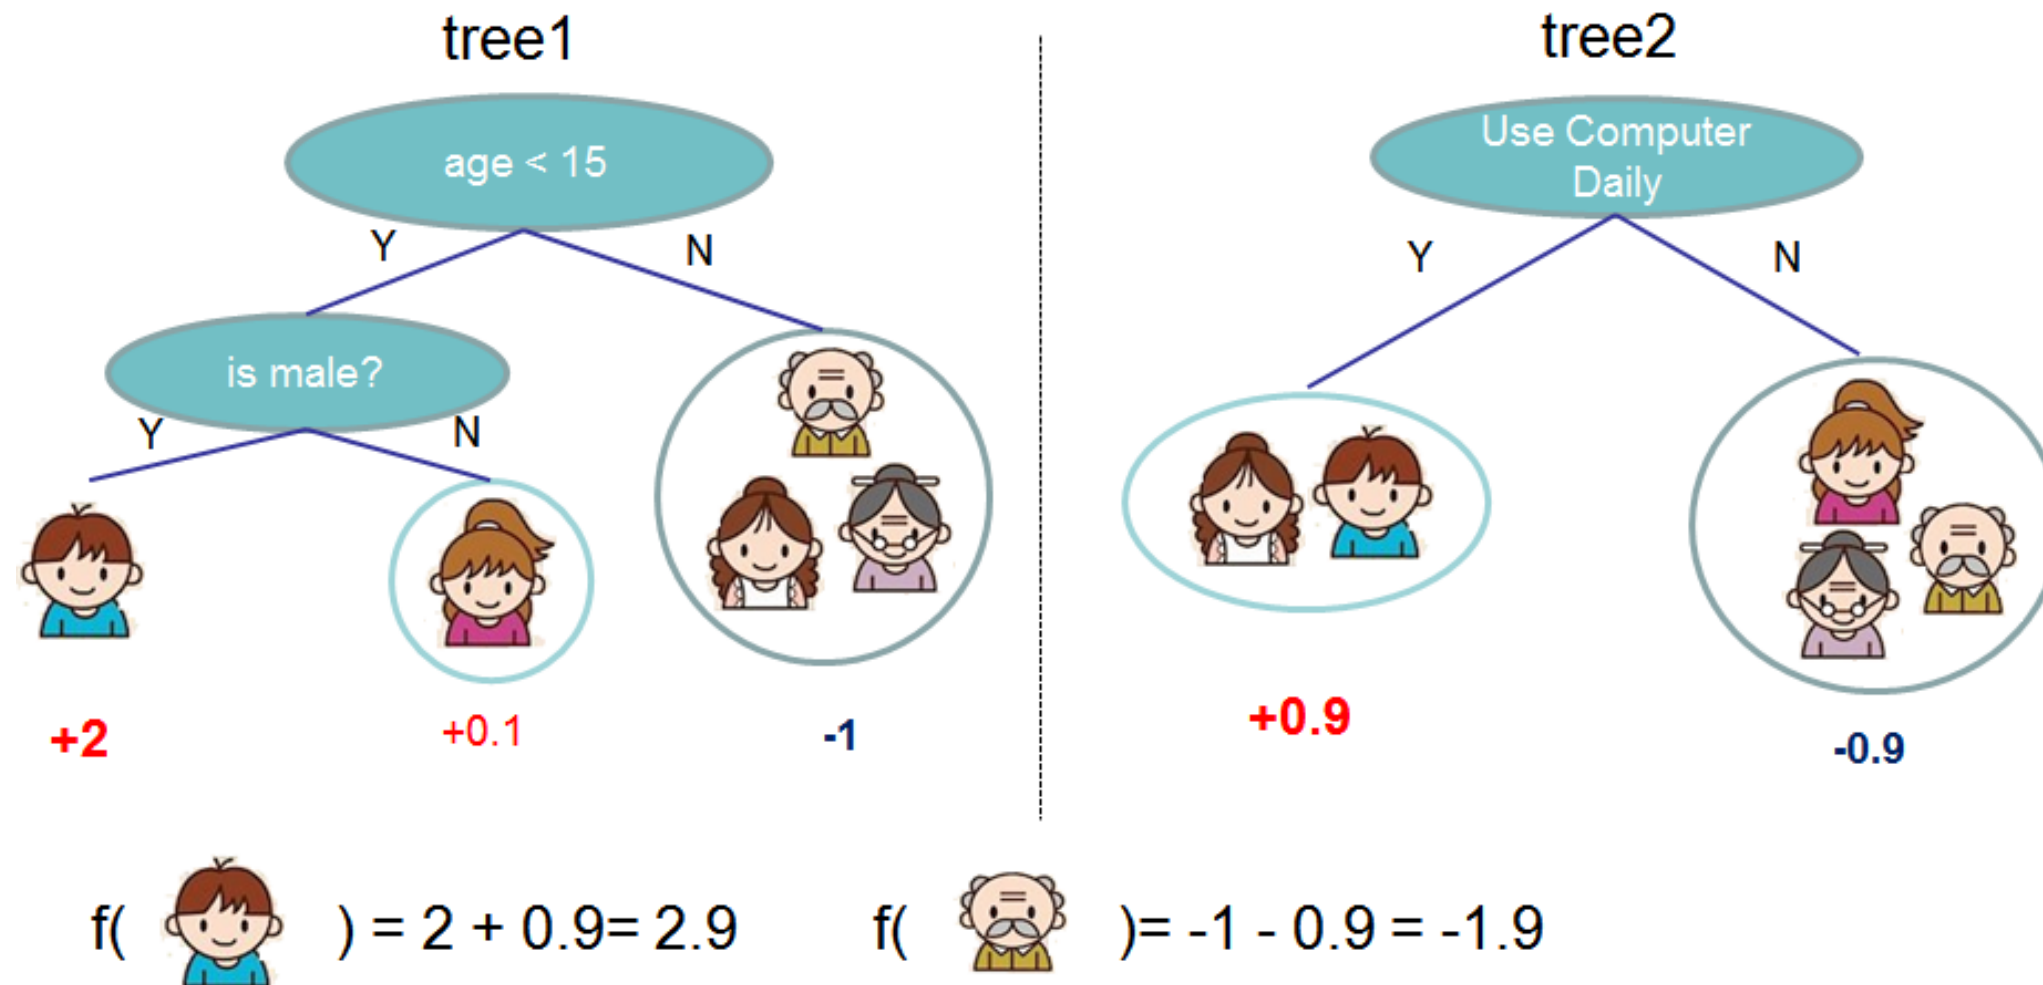 tree1
tree2
age < 15
Use Computer
Daily
Y
N
Y
N
is male?
Y
N
+2
+0.1
-1
+0.9
-0.9
f( ) = 2 + 0.9= 2.9
f( )= -1 - 0.9 = -1.9